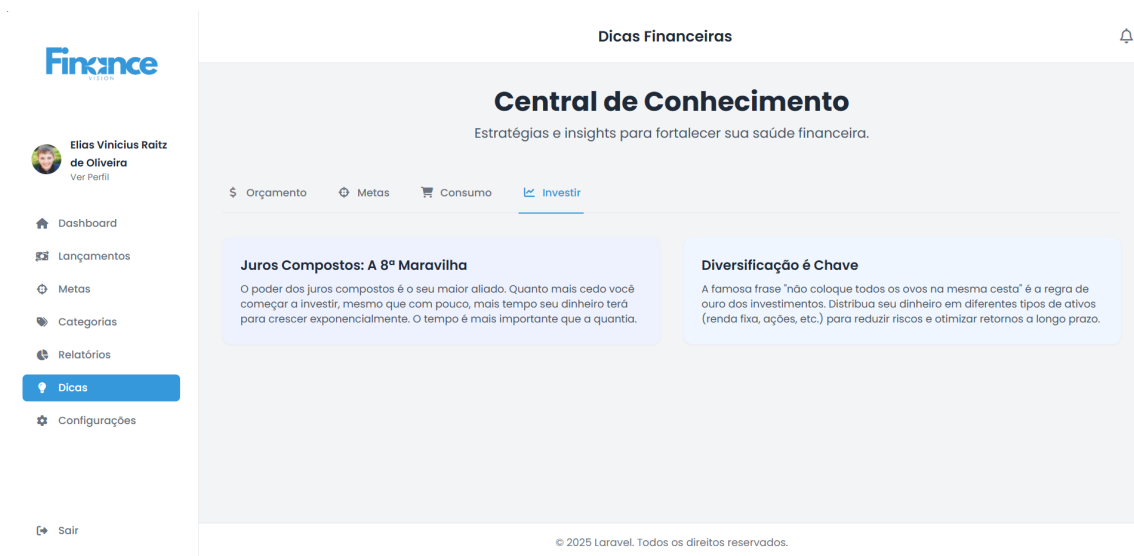 Finance
VISION
Elias Vinicius Raitz
de Oliveira
Ver Perfil
Dashboard
Lançamentos
Metas
Categorias
Relatórios
Dicas
Configurações
Sair
Dicas Financeiras
Central de Conhecimento
Estratégias e insights para fortalecer sua saúde financeira.
$ Orçamento
Metas
Consumo
Investir
Juros Compostos: A 8ª Maravilha
O poder dos juros compostos é o seu maior aliado. Quanto mais cedo você
começar a investir, mesmo que com pouco, mais tempo seu dinheiro terá
para crescer exponencialmente. O tempo é mais importante que a quantia.
Diversificação é Chave
A famosa frase "não coloque todos os ovos na mesma cesta" é a regra de
ouro dos investimentos. Distribua seu dinheiro em diferentes tipos de ativos
(renda fixa, ações, etc.) para reduzir riscos e otimizar retornos a longo prazo.
© 2025 Laravel. Todos os direitos reservados.